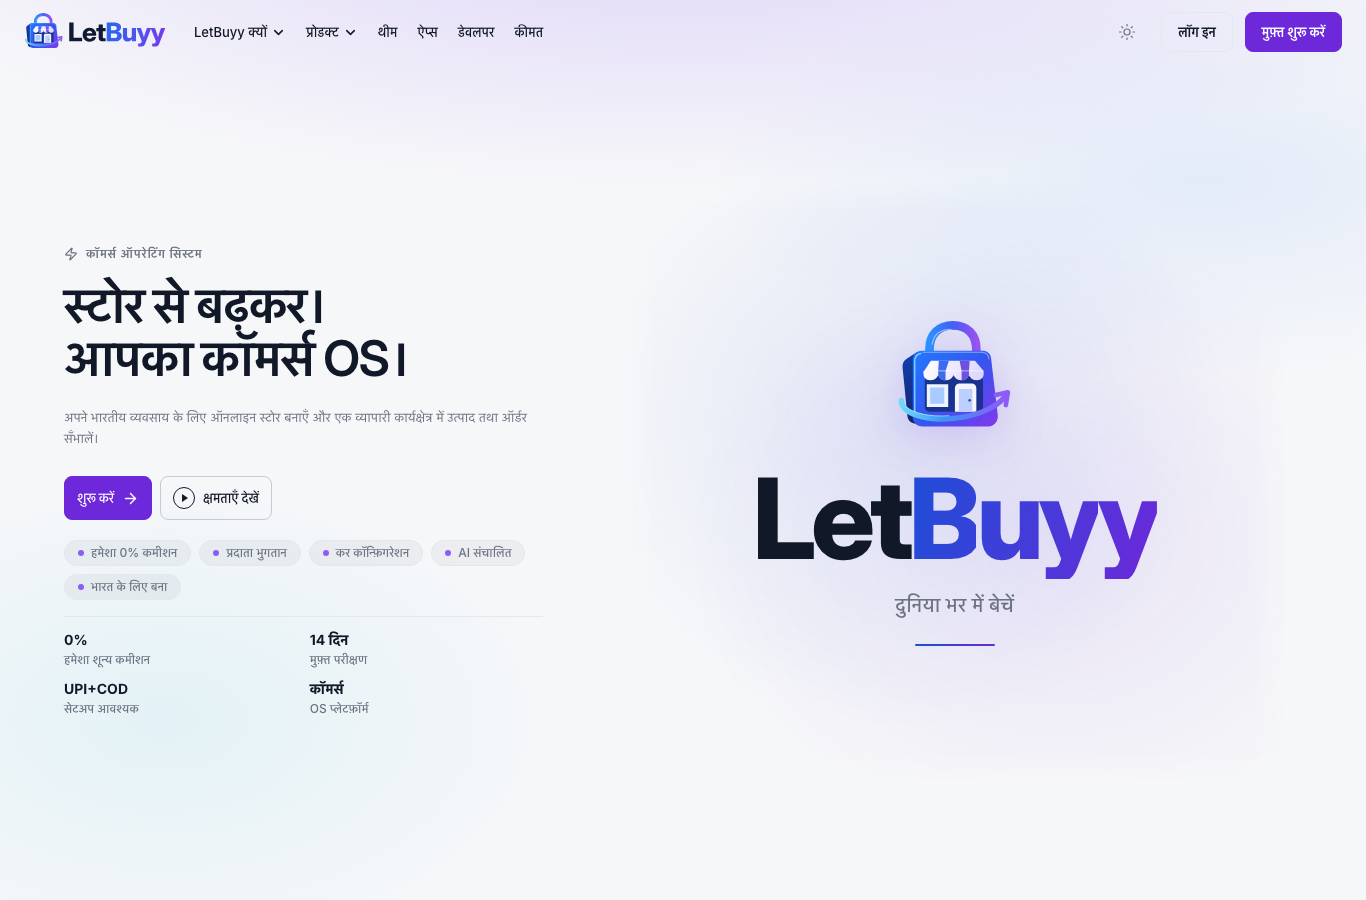 LetBuyy
LetBuyy क्यों
प्रोडक्ट
थीम
ऐप्स
डेवलपर
कीमत
लॉग इन
मुफ़्त शुरू करें
कॉमर्स ऑपरेटिंग सिस्टम
स्टोर से बढ़कर।
आपका कॉमर्स OS।
अपने भारतीय व्यवसाय के लिए ऑनलाइन स्टोर बनाएँ और एक व्यापारी कार्यक्षेत्र में उत्पाद तथा ऑर्डर
सँभालें।
शुरू करें
क्षमताएँ देखें
हमेशा 0% कमीशन
प्रदाता भुगतान
कर कॉन्फ़िगरेशन
AI संचालित
भारत के लिए बना
0%
हमेशा शून्य कमीशन
14 दिन
मुफ़्त परीक्षण
UPI+COD
सेटअप आवश्यक
कॉमर्स
OS प्लेटफ़ॉर्म
LetBuyy
दुनिया भर में बेचें